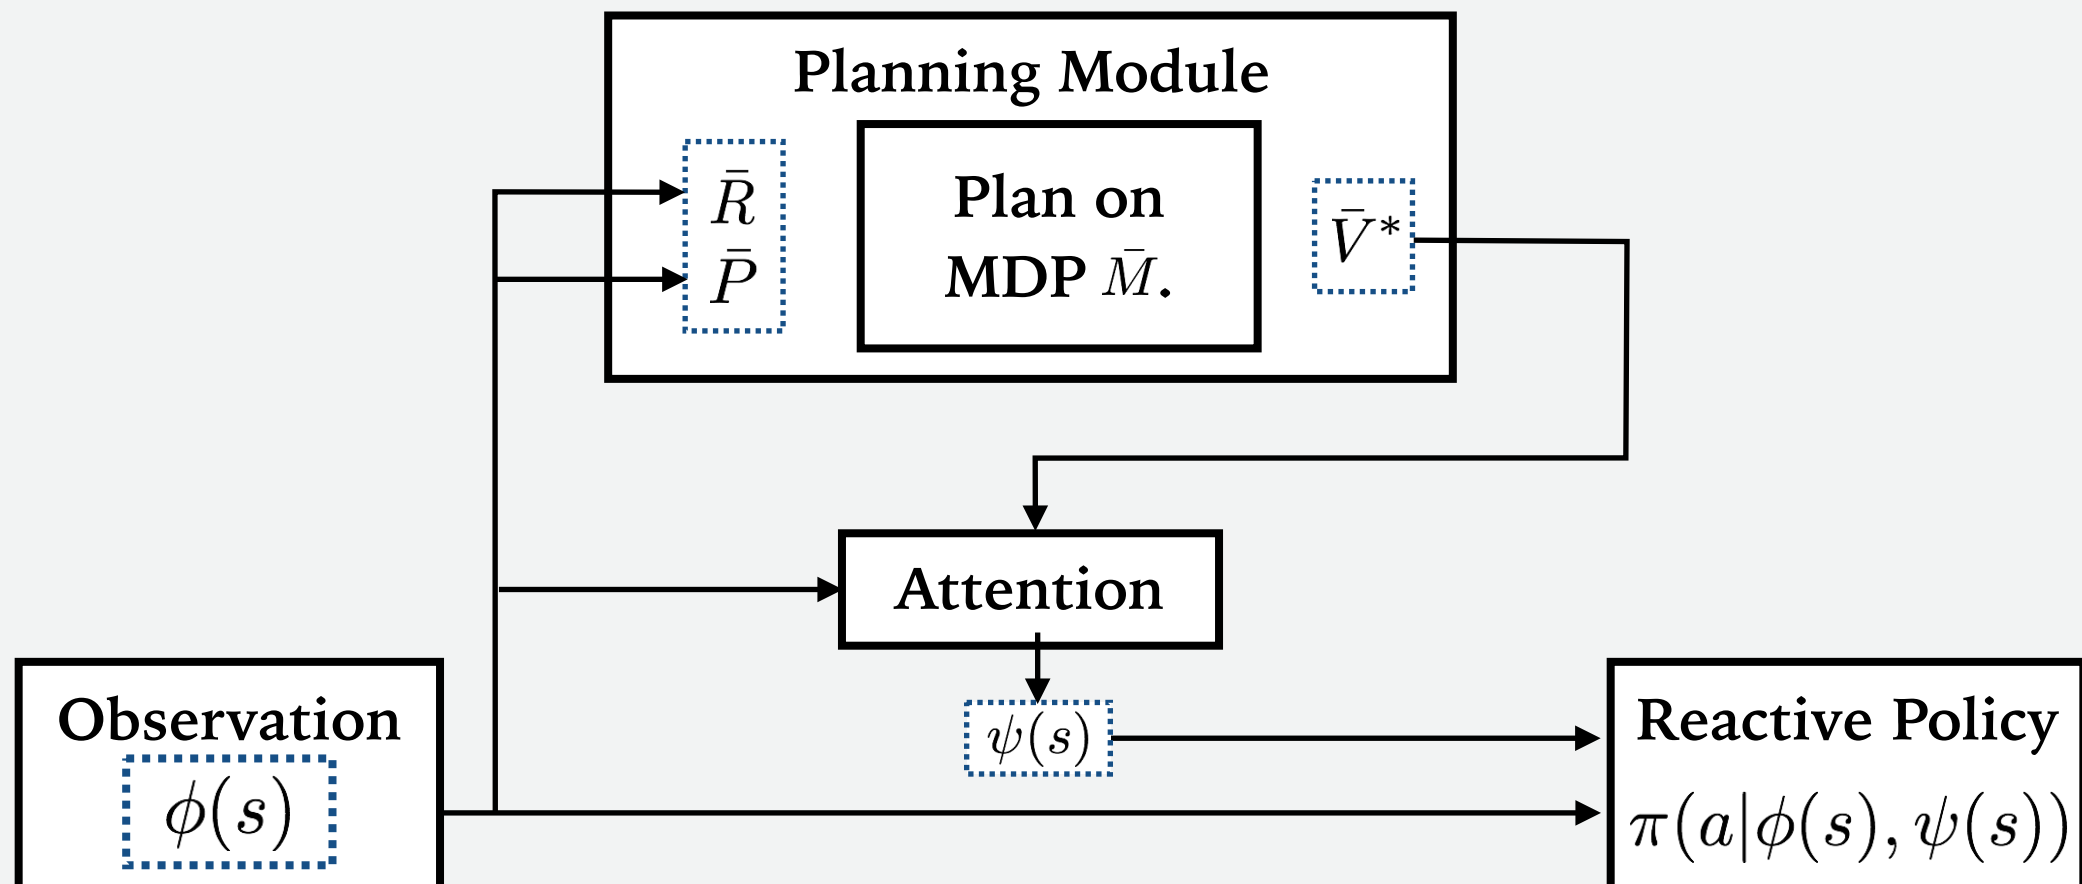 Planning Module
R̄
P̄
Plan on
MDP M̄.
V̄*
Attention
ψ(s)
Observation
ϕ(s)
Reactive Policy
π(a|ϕ(s), ψ(s))